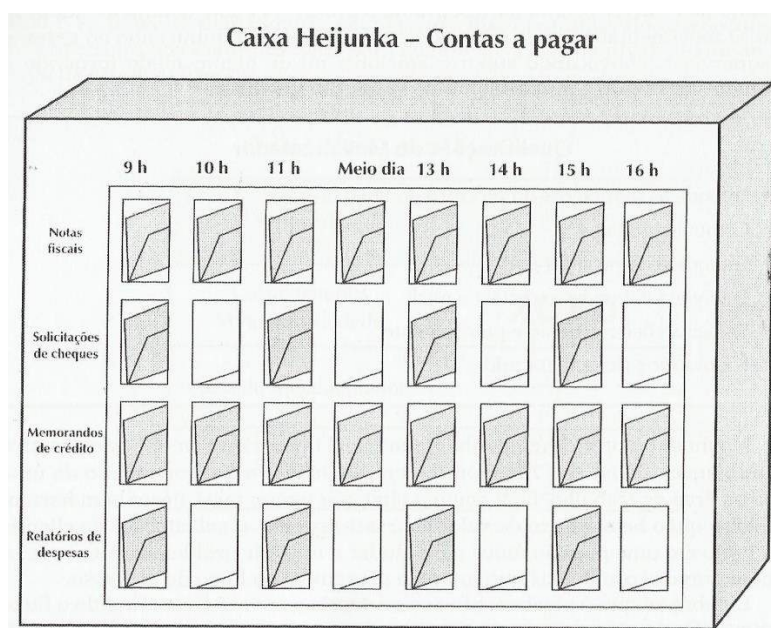 Caixa Heijunka – Contas a pagar
9 h 10 h 11 h Meio dia 13 h 14 h 15 h 16 h
Notas
fiscais
Solicitações
de cheques
Memorandos
de crédito
Relatórios de
despesas